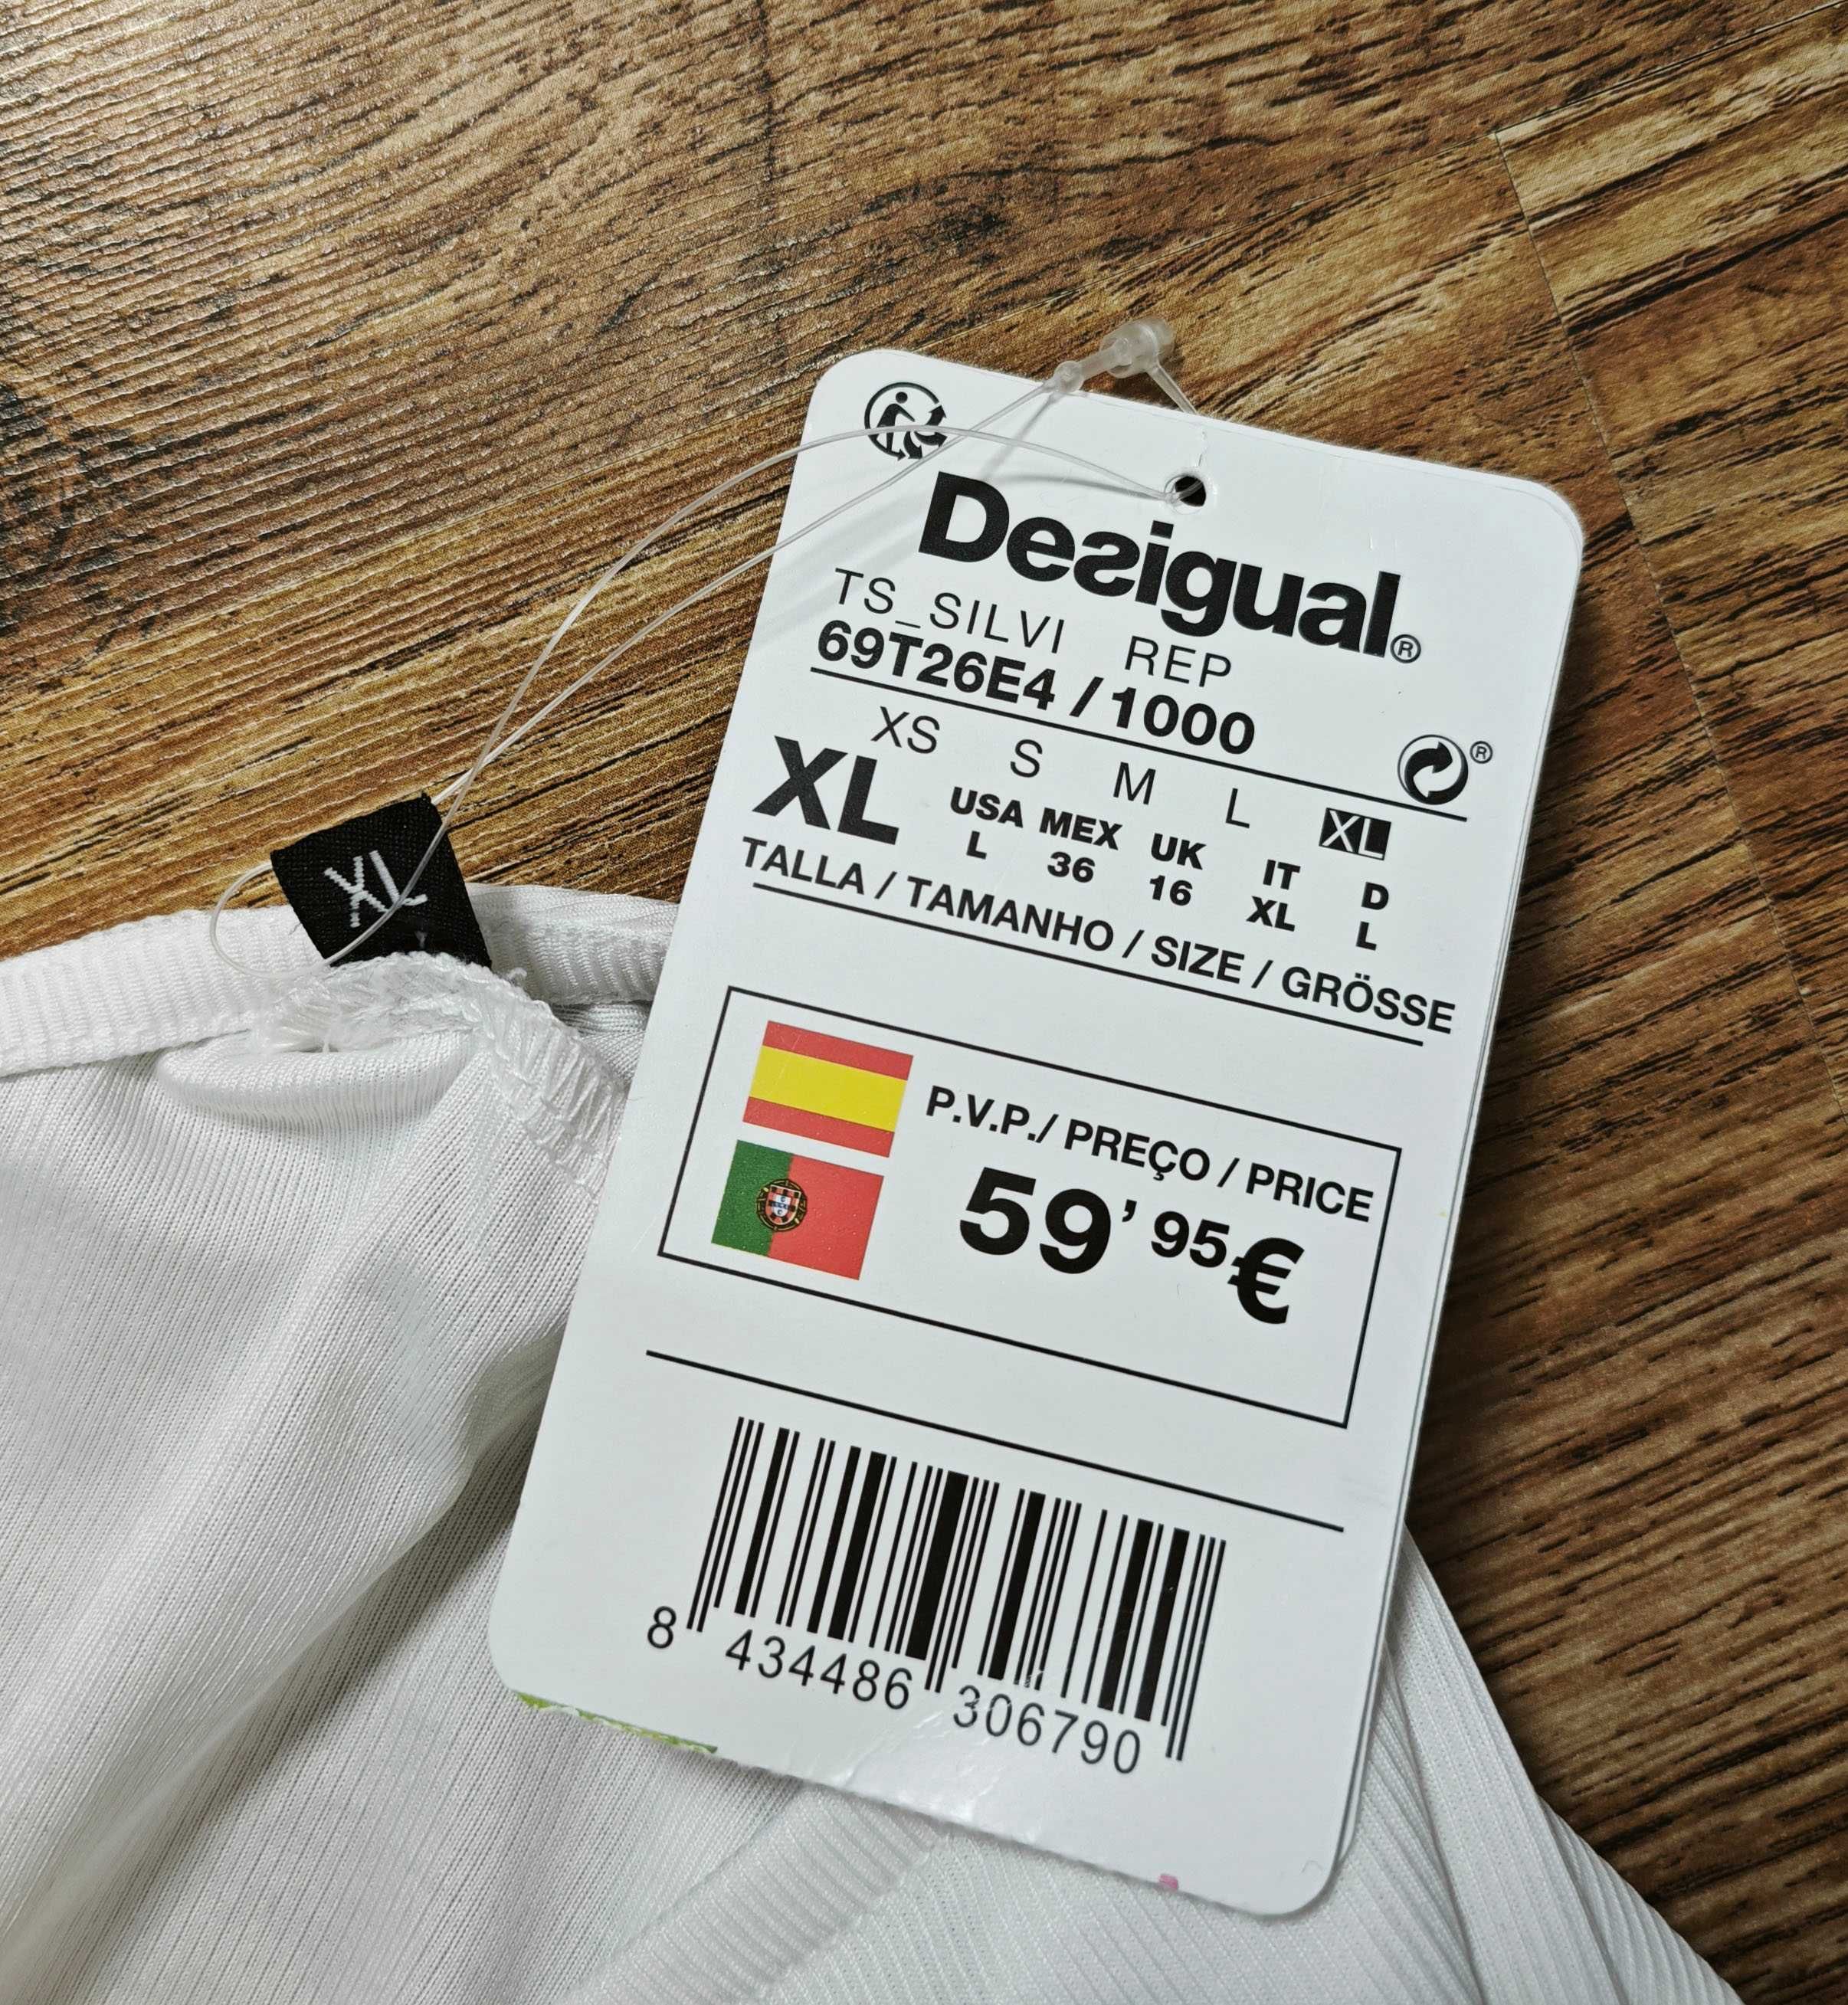 Desigual®
TS_SILVI REP
69T26E4 / 1000
XS S M L XL
®
XL USA MEX UK IT D
L 36 16 XL L
TALLA / TAMANHO / SIZE / GRÖSSE
P.V.P./ PREÇO / PRICE
59'95€
8 434486 306790
XL